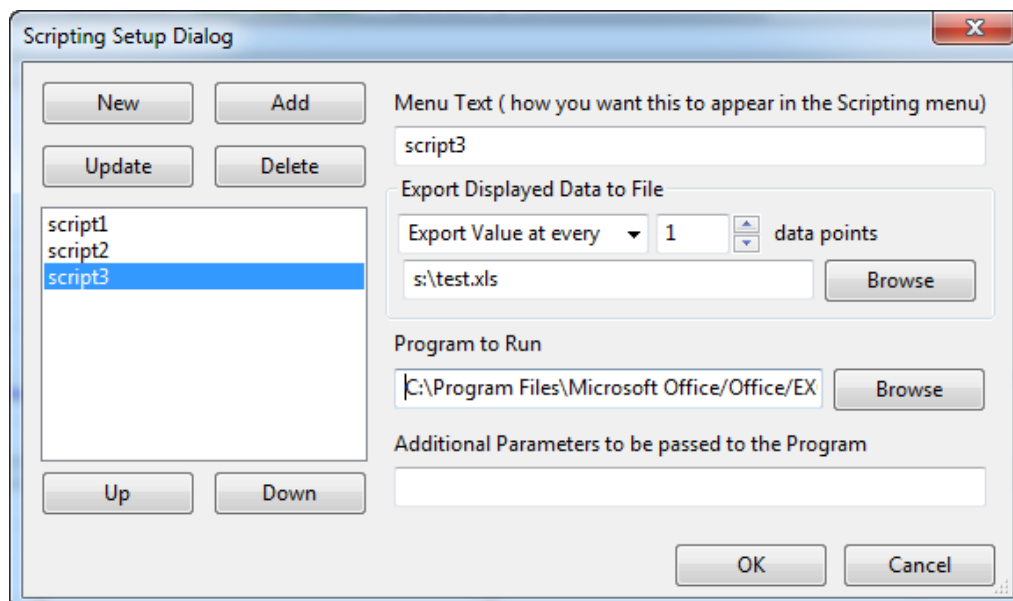 Scripting Setup Dialog
New
Add
Update
Delete
script1
script2
script3
Up
Down
Menu Text ( how you want this to appear in the Scripting menu)
script3
Export Displayed Data to File
Export Value at every
1
data points
s:\test.xls
Browse
Program to Run
C:\Program Files\Microsoft Office/Office/EX
Browse
Additional Parameters to be passed to the Program
OK
Cancel